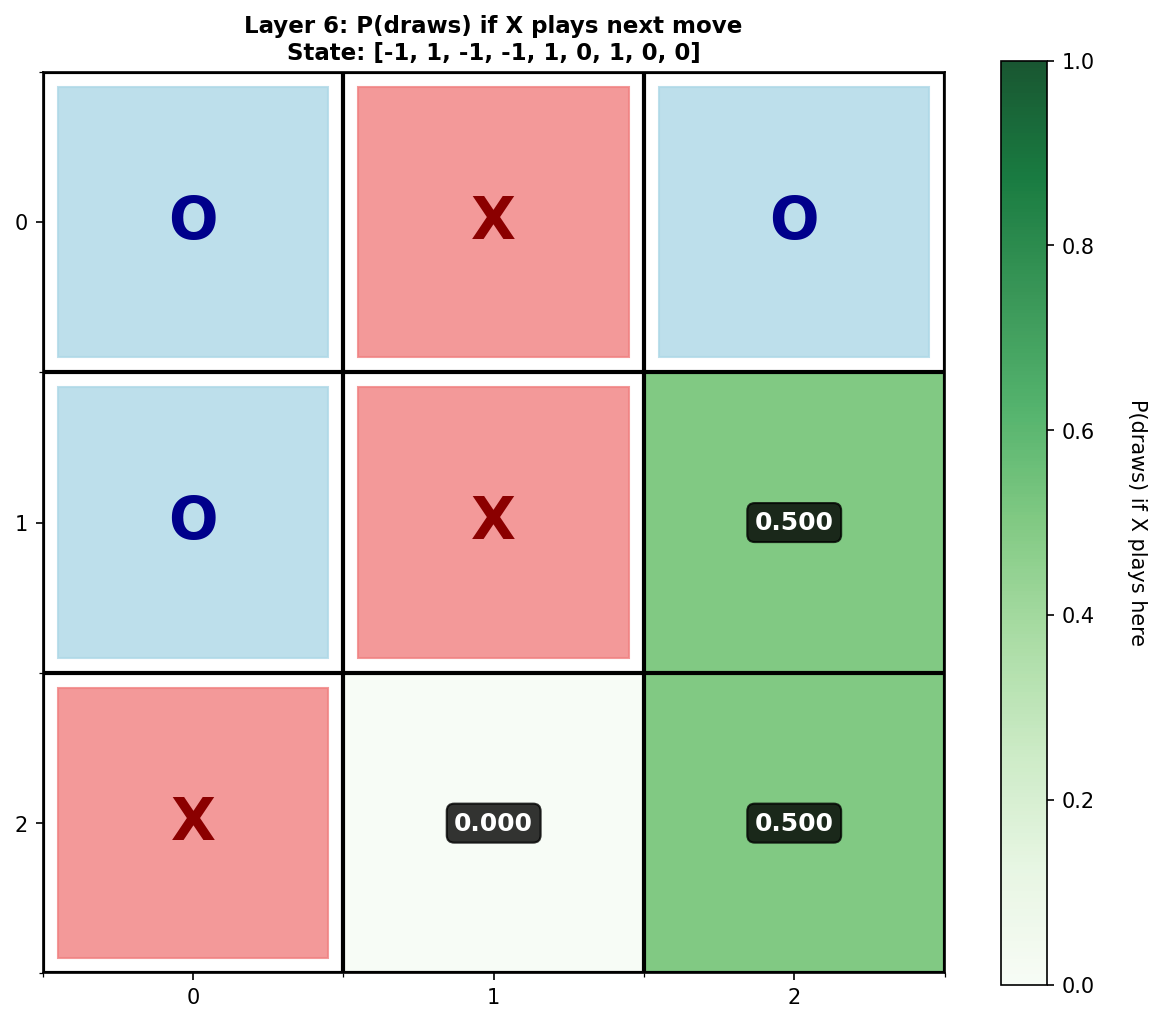 Layer 6: P(draws) if X plays next move
State: [-1, 1, -1, -1, 1, 0, 1, 0, 0]
1.0
0.8
0.6
0.4
0.2
0.0
P(draws) if X plays here
0
O
X
O
1
O
X
0.500
2
X
0.000
0.500
0
1
2